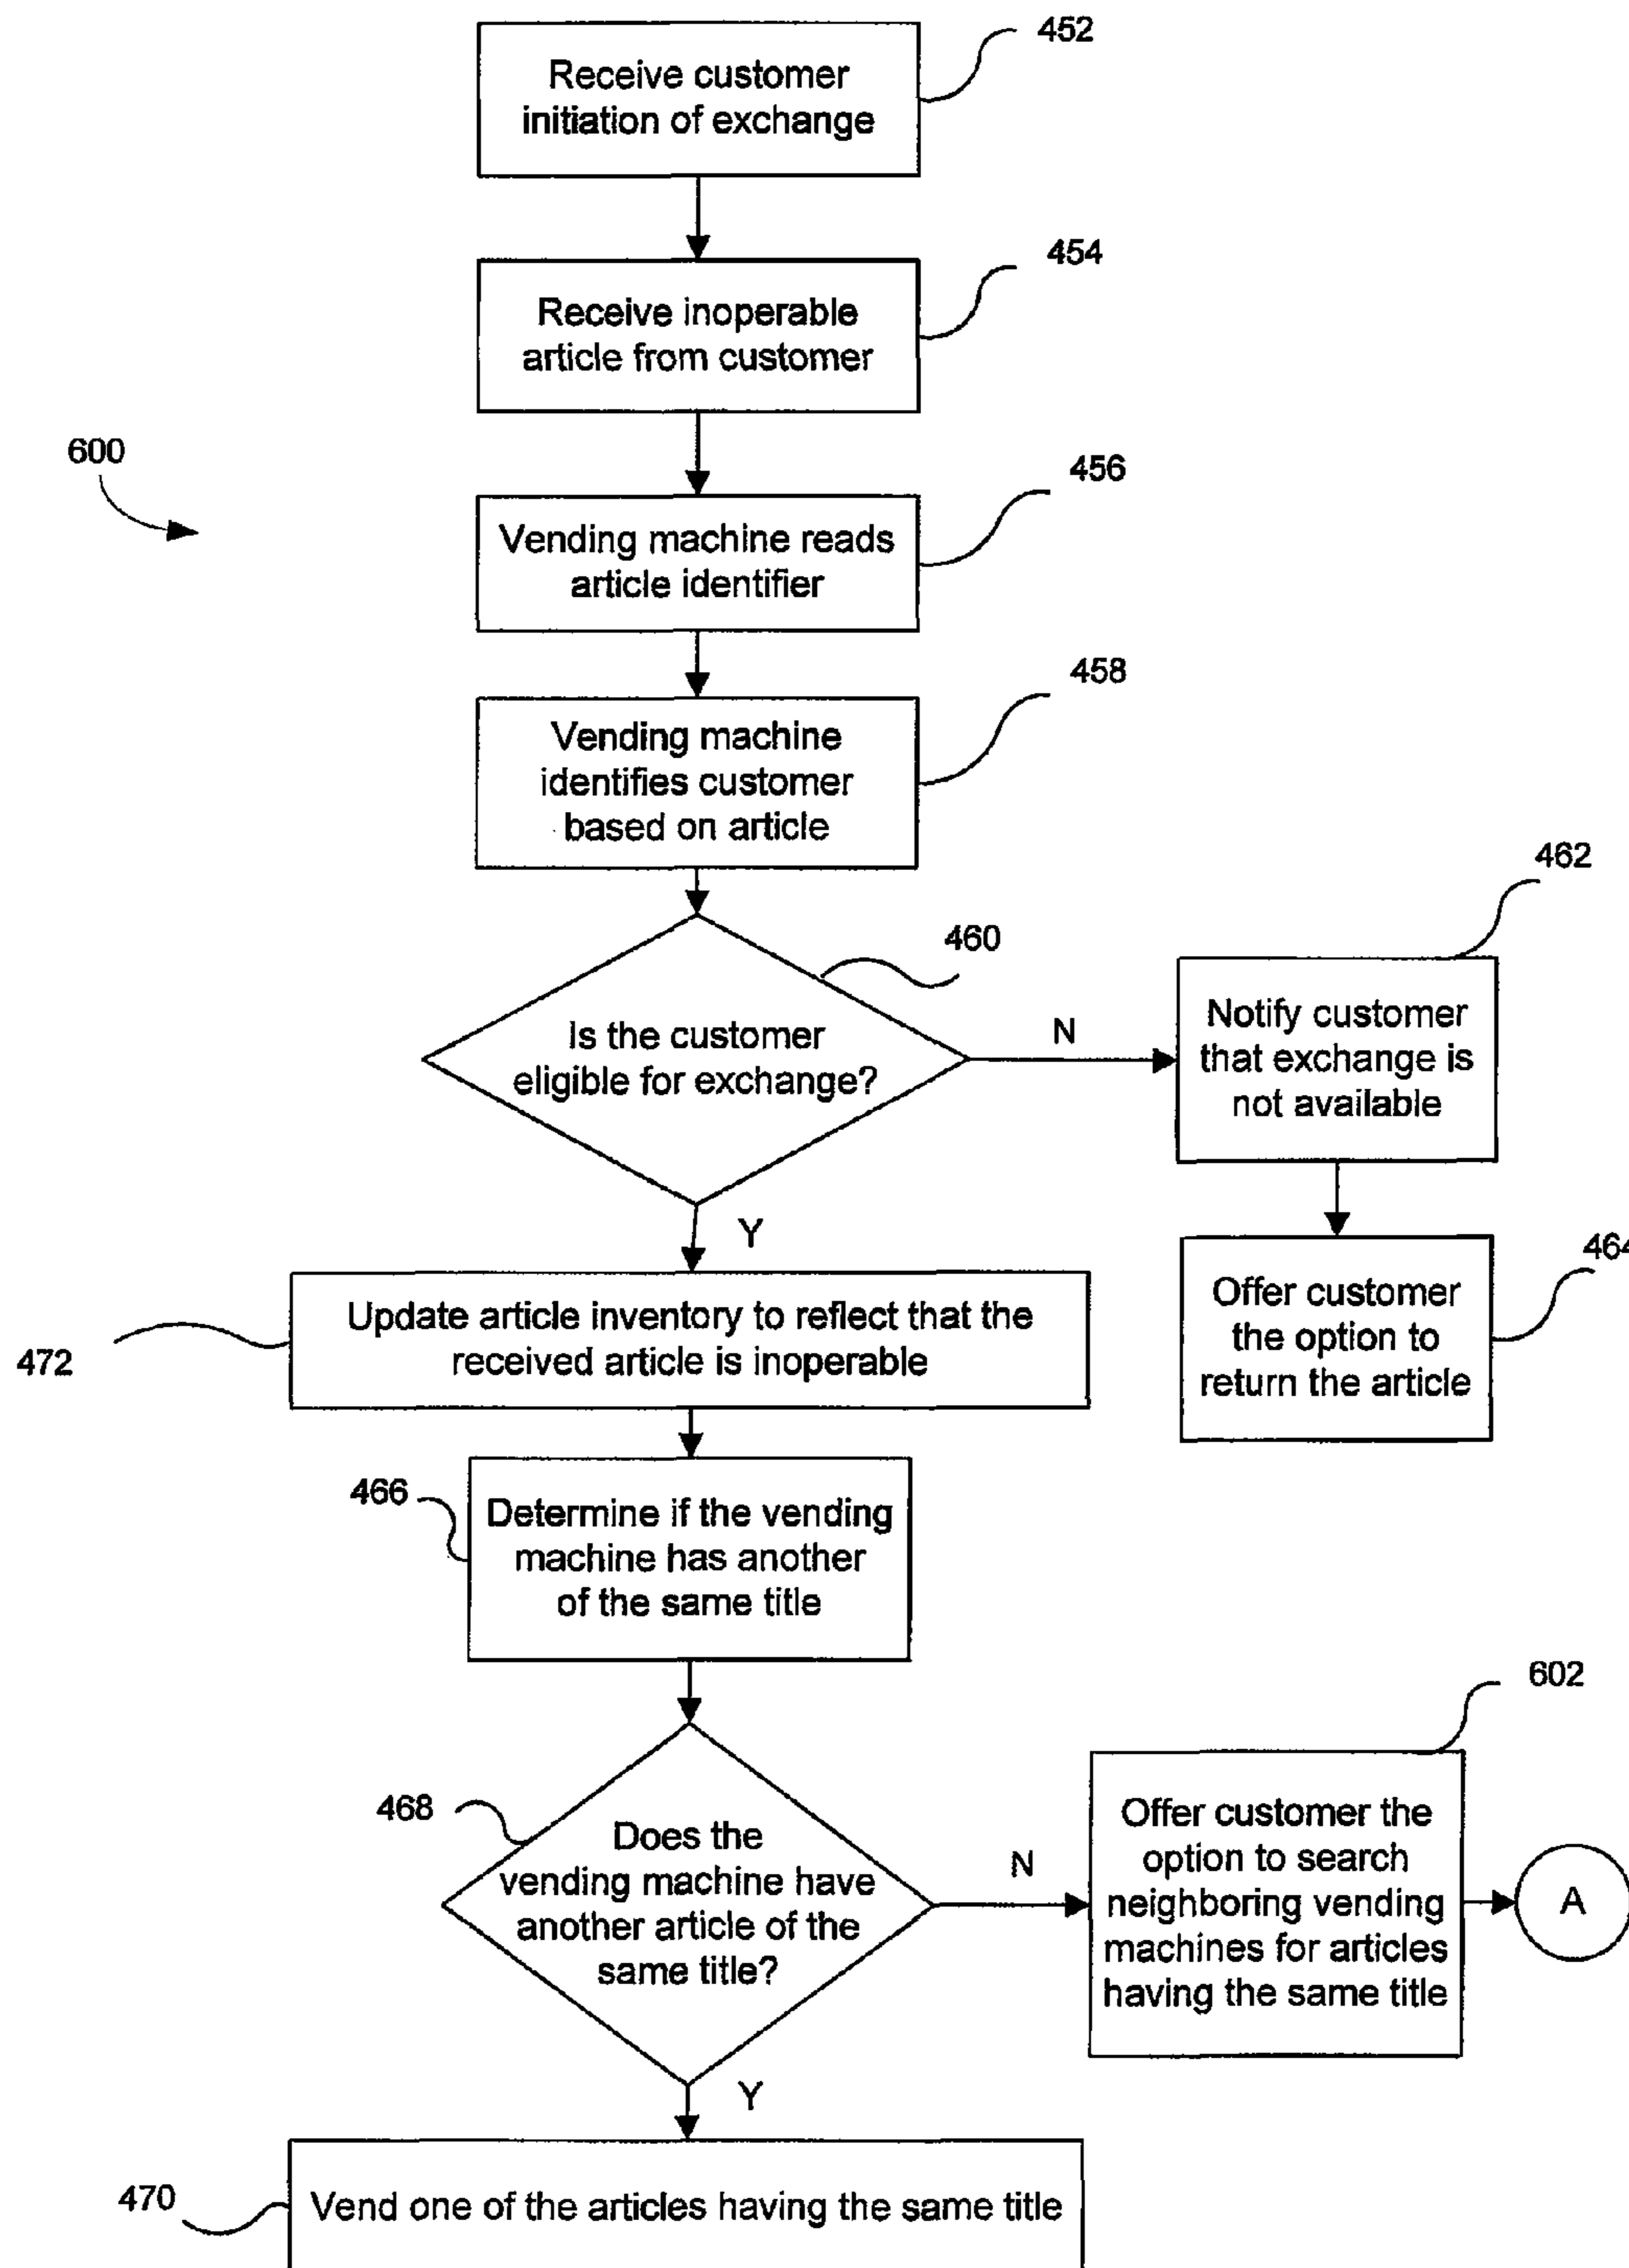 452
Receive customer
initiation of exchange
454
Receive inoperable
article from customer
600
456
Vending machine reads
article identifier
458
Vending machine
identifies customer
based on article
462
460
Is the customer
eligible for exchange?
N
Notify customer
that exchange is
not available
Y
464
Offer customer
the option to
return the article
472
Update article inventory to reflect that the
received article is inoperable
466
Determine if the vending
machine has another
of the same title
602
468
Does the
vending machine have
another article of the
same title?
N
Offer customer the
option to search
neighboring vending
machines for articles
having the same title
A
Y
470
Vend one of the articles having the same title